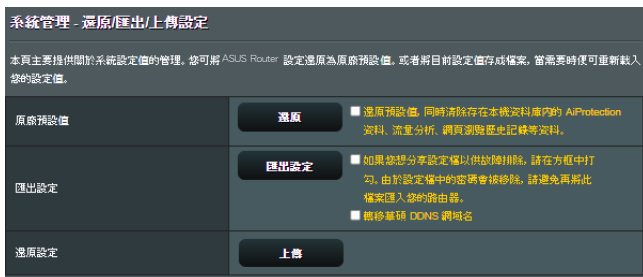 系統管理 - 還原/匯出/上傳設定
本頁主要提供關於系統設定值的管理。您可將 ASUS Router 設定還原為原廠預設值。或者將目前設定值存成檔案，當需要時便可重新載入
您的設定值。
原廠預設值
還原
還原預設值，同時清除存在本機資料庫內的 AiProtection
資料、流量分析、網頁瀏覽歷史記錄等資料。
匯出設定
匯出設定
如果您想分享設定檔以供故障排除，請在方框中打
勾。由於設定檔中的密碼會被移除，請避免再將此
檔案匯入您的路由器。
轉移華碩 DDNS 網域名
還原設定
上傳